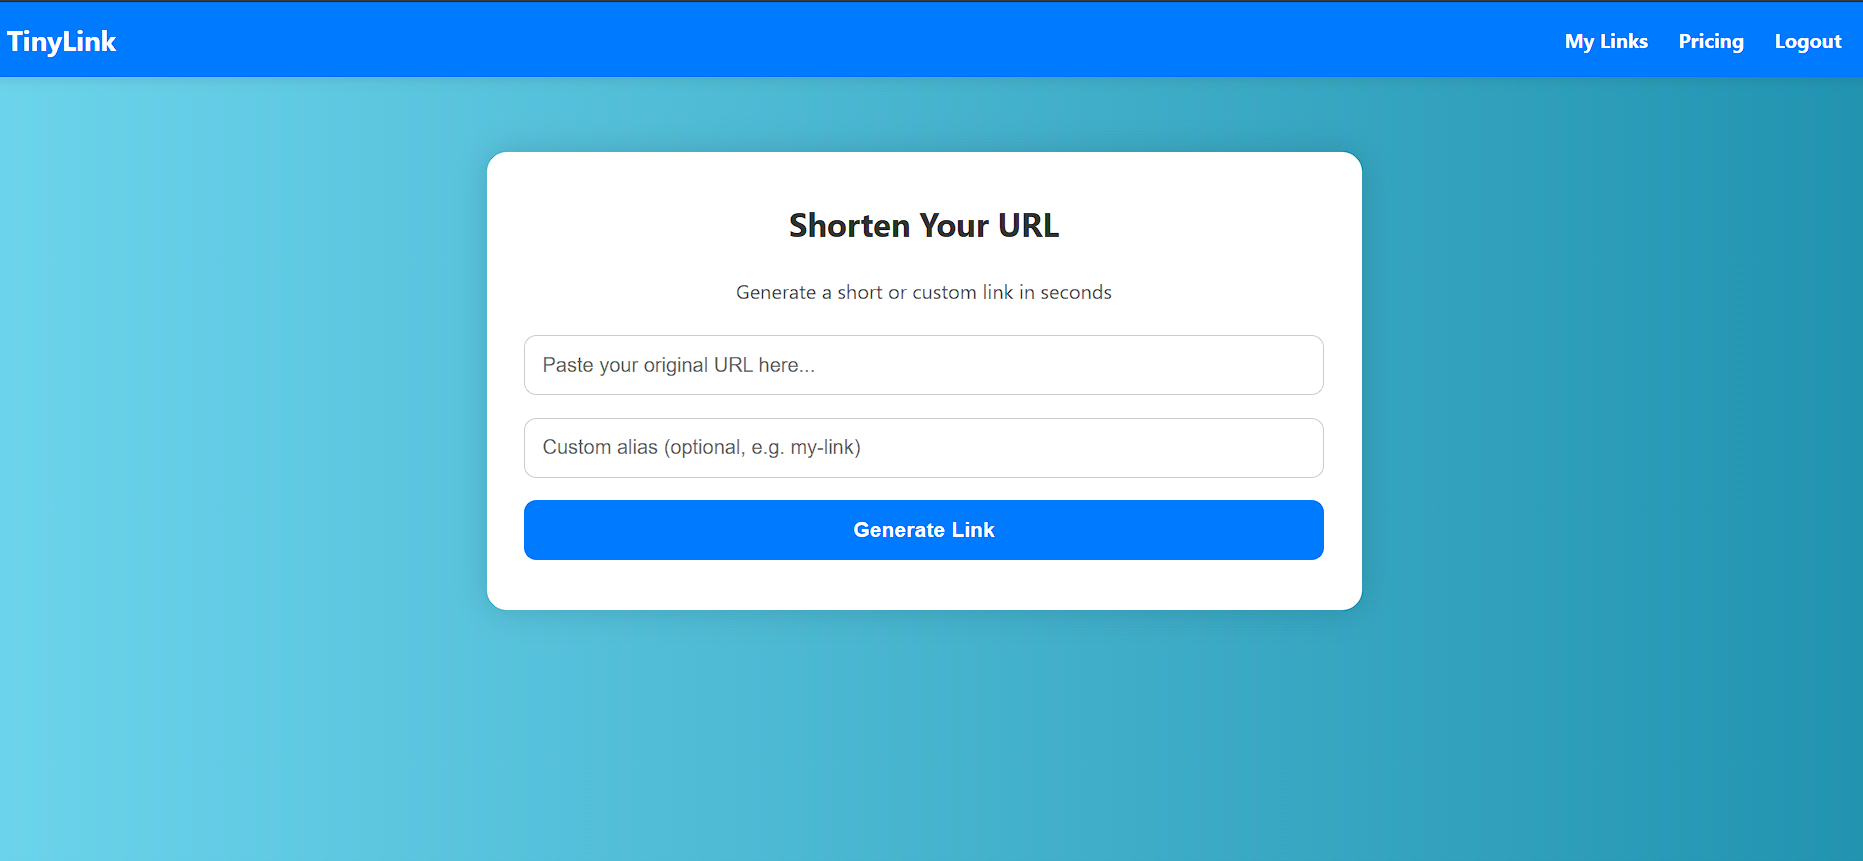 TinyLink
My Links
Pricing
Logout
Shorten Your URL
Generate a short or custom link in seconds
Paste your original URL here...
Custom alias (optional, e.g. my-link)
Generate Link